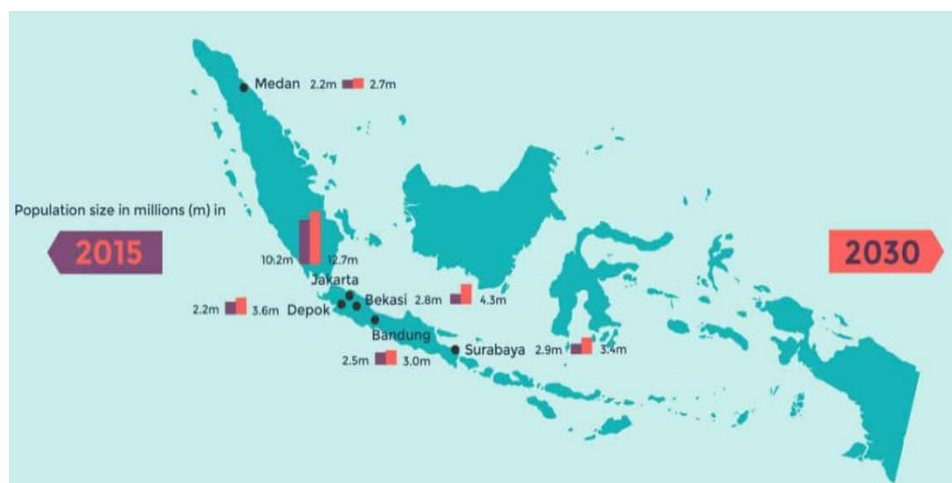 Medan 2.2m 2.7m
Population size in millions (m) in
2015
2030
10.2m 12.7m
Jakarta
Bekasi 2.8m 4.3m
2.2m 3.6m Depok
Bandung
2.5m 3.0m
Surabaya 2.9m 3.4m